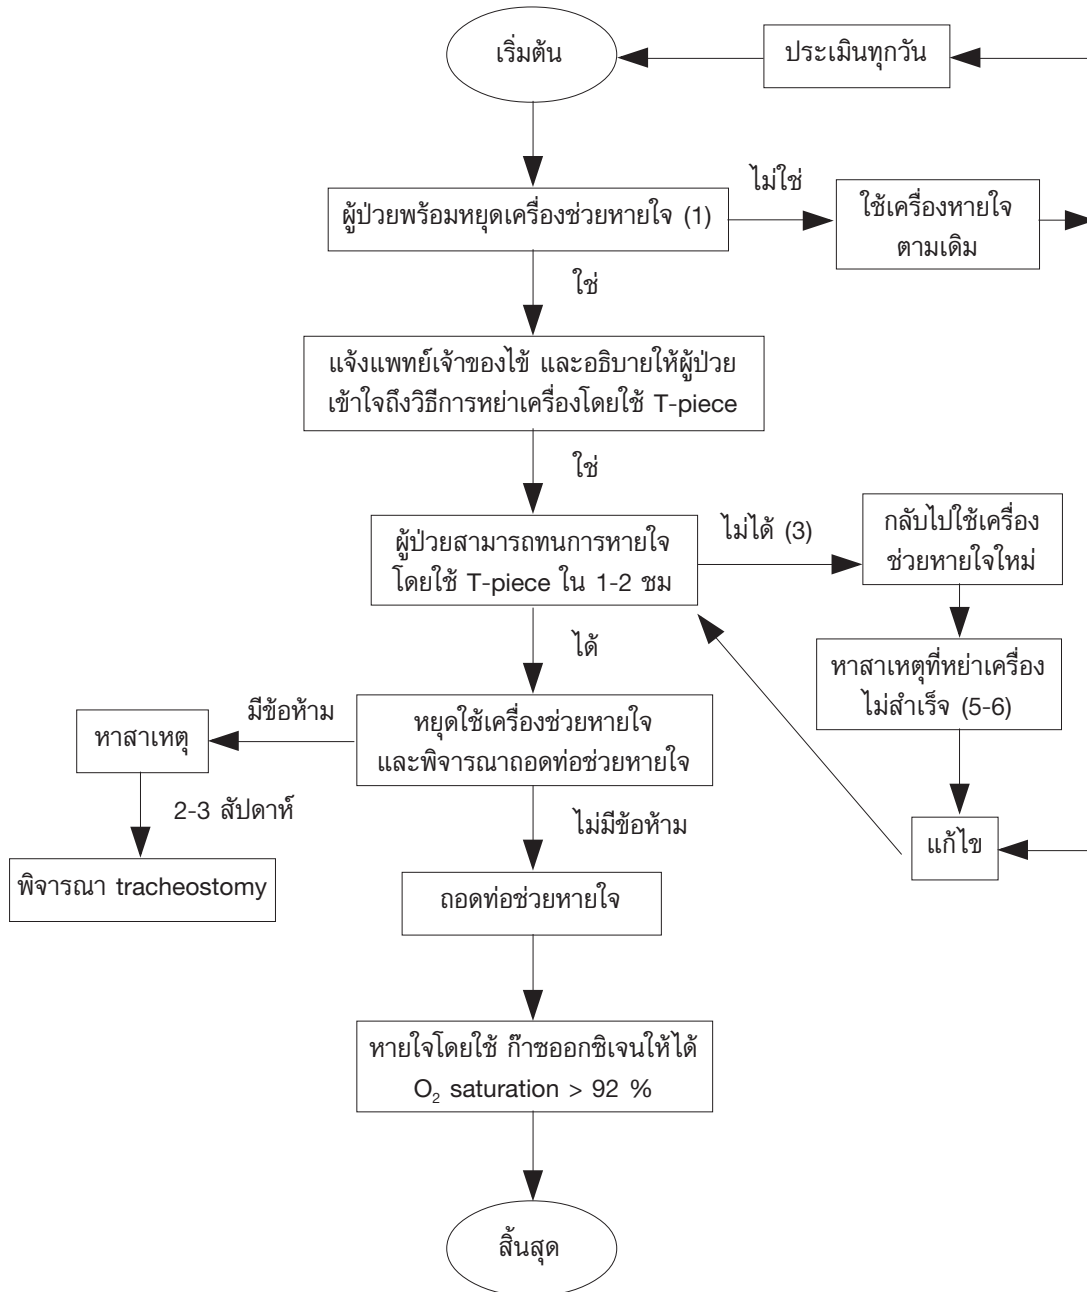 เริ่มต้น
ประเมินทุกวัน
ผู้ป่วยพร้อมหยุดเครื่องช่วยหายใจ (1)
ไม่ใช่
ใช้เครื่องหายใจ
ตามเดิม
ใช่
แจ้งแพทย์เจ้าของไข้ และอธิบายให้ผู้ป่วย
เข้าใจถึงวิธีการหย่าเครื่องโดยใช้ T-piece
ใช่
ผู้ป่วยสามารถทนการหายใจ
โดยใช้ T-piece ใน 1-2 ชม
ไม่ได้ (3)
กลับไปใช้เครื่อง
ช่วยหายใจใหม่
ได้
หาสาเหตุที่หย่าเครื่อง
ไม่สำเร็จ (5-6)
หยุดใช้เครื่องช่วยหายใจ
และพิจารณาถอดท่อช่วยหายใจ
มีข้อห้าม
หาสาเหตุ
2-3 สัปดาห์
พิจารณา tracheostomy
ไม่มีข้อห้าม
แก้ไข
ถอดท่อช่วยหายใจ
หายใจโดยใช้ ก๊าซออกซิเจนให้ได้
O₂ saturation > 92 %
สิ้นสุด